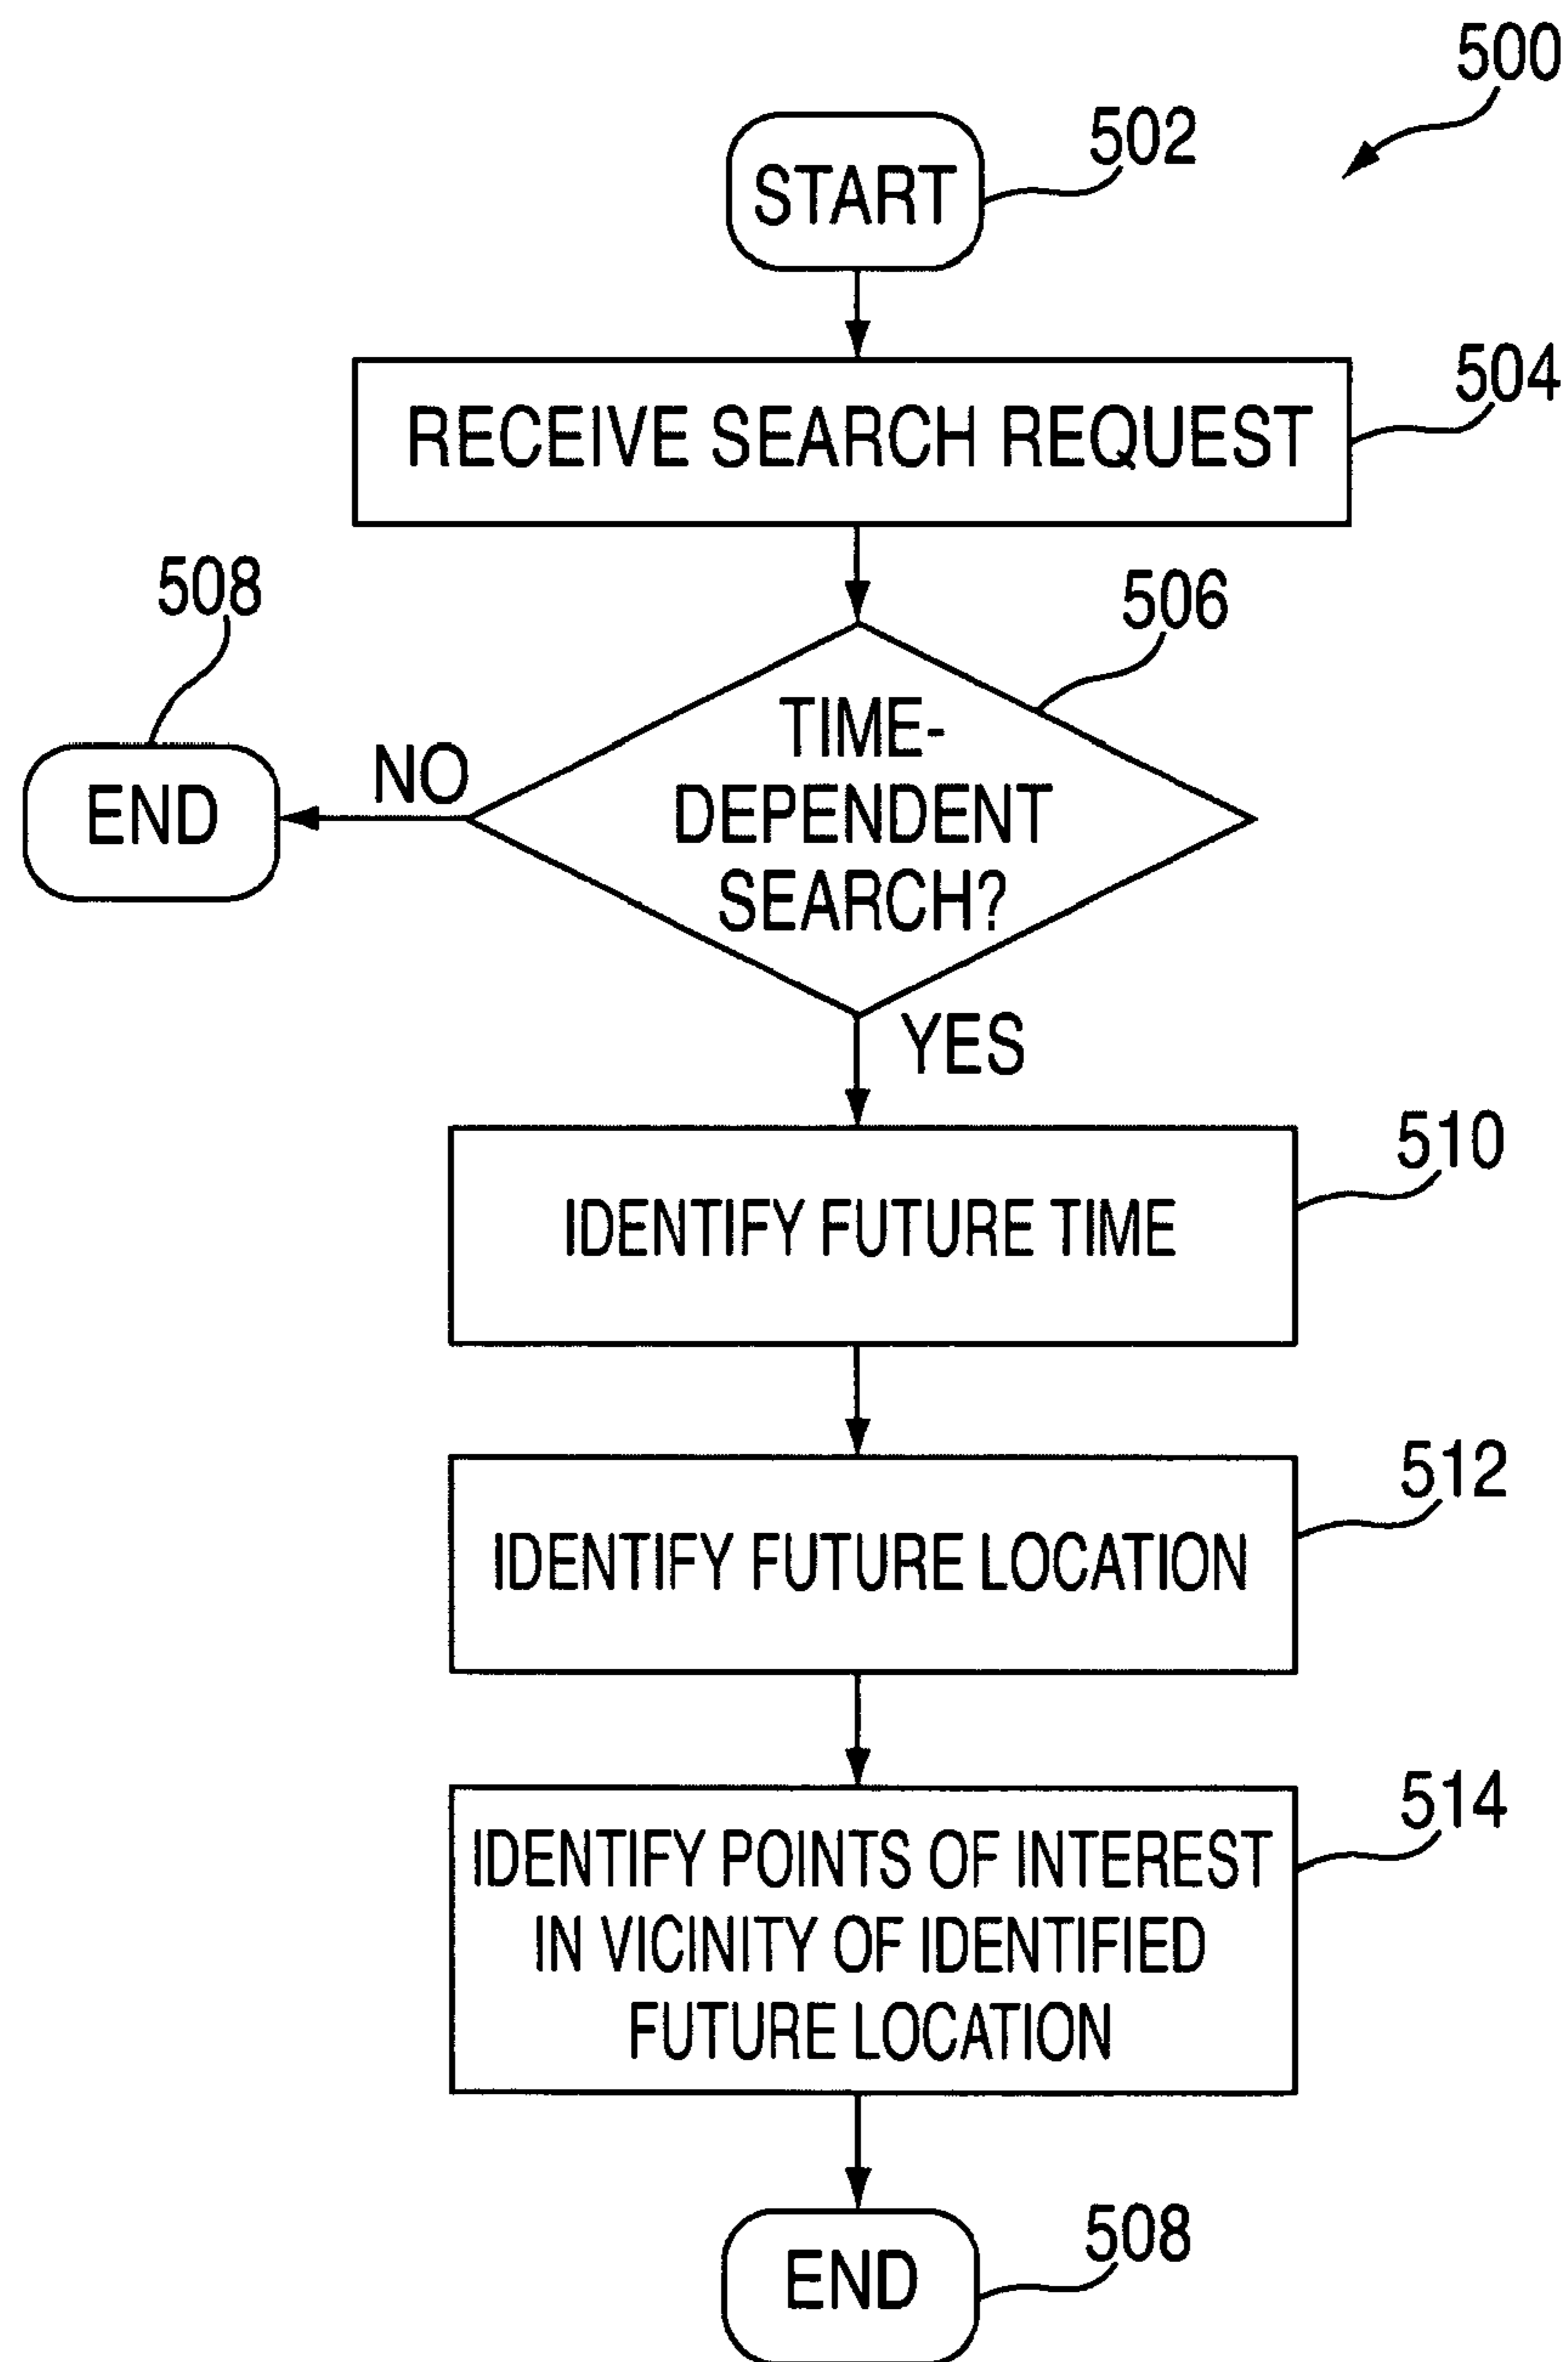 500
502
START
504
RECEIVE SEARCH REQUEST
508
506
NO
END
TIME-
DEPENDENT
SEARCH?
YES
510
IDENTIFY FUTURE TIME
512
IDENTIFY FUTURE LOCATION
514
IDENTIFY POINTS OF INTEREST
IN VICINITY OF IDENTIFIED
FUTURE LOCATION
508
END